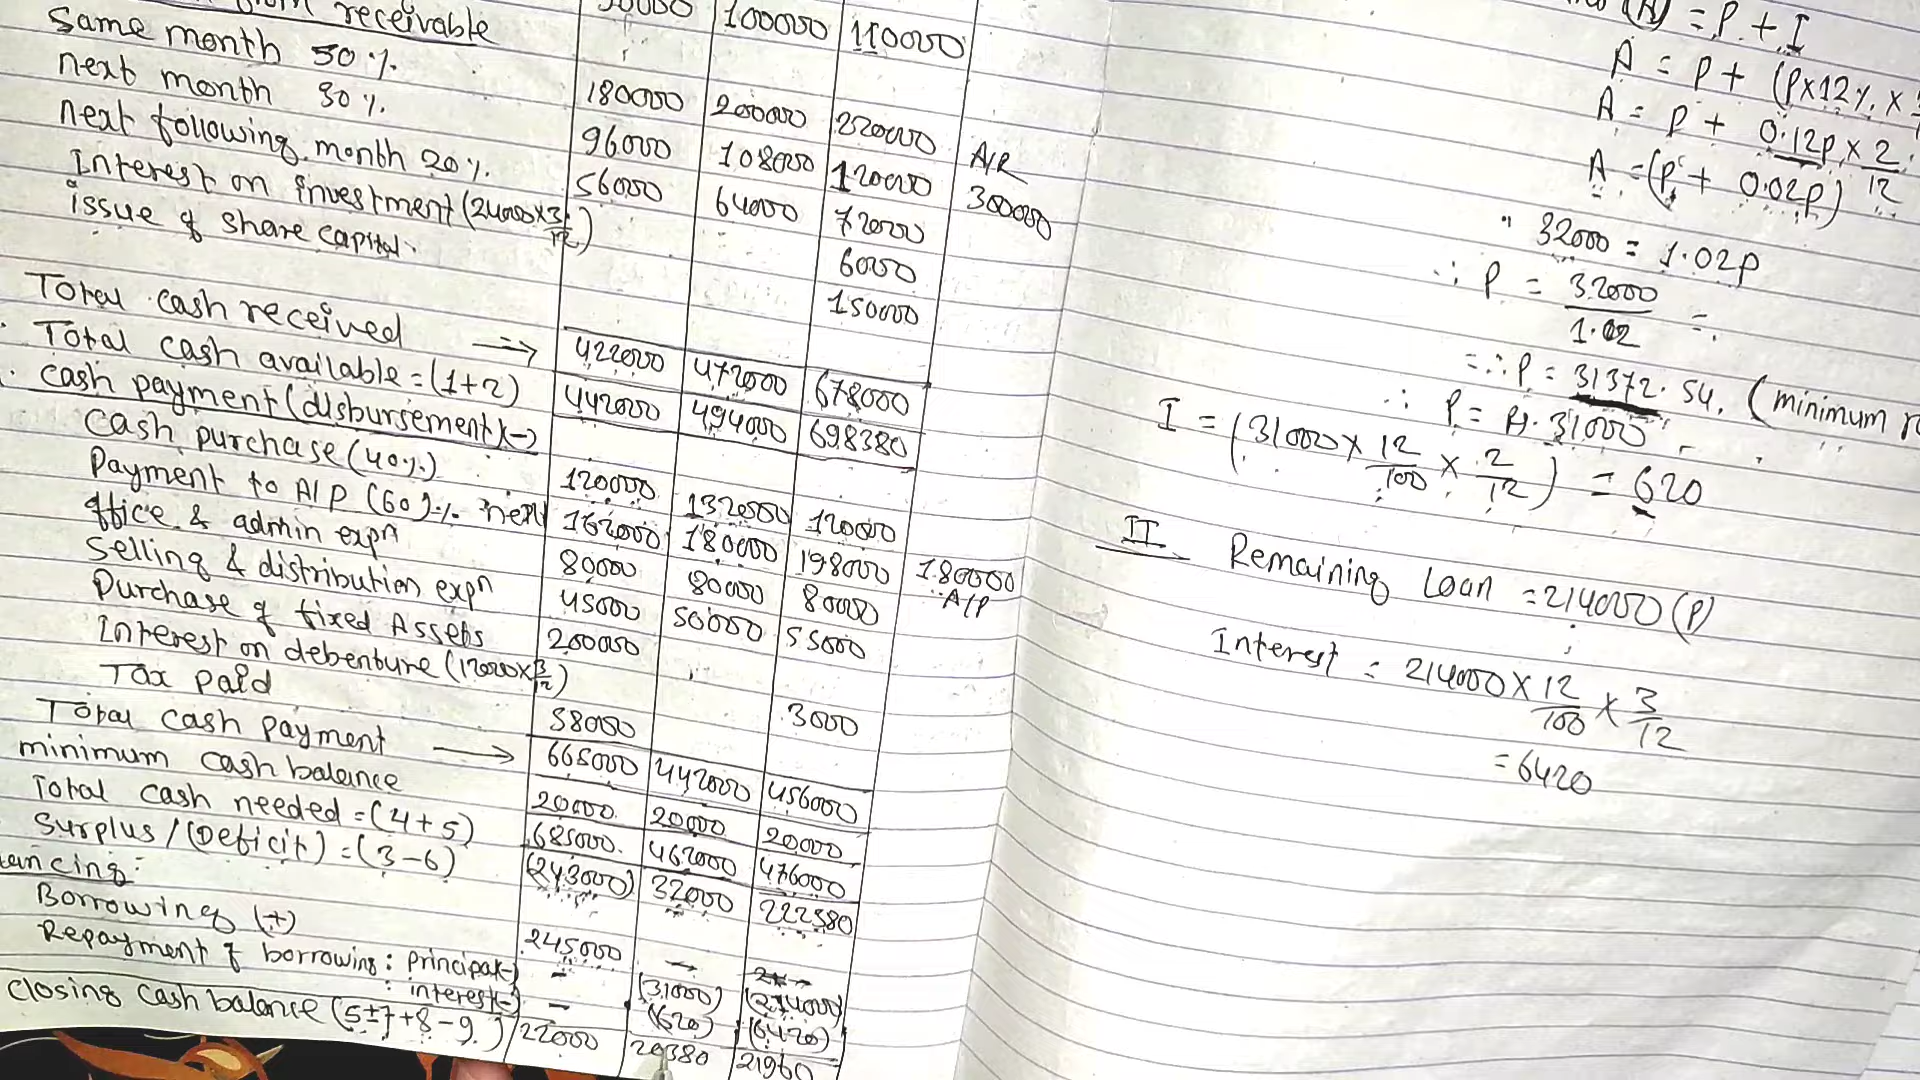 receivable 100000 110000
Same month 50%.
next month 30%. 180000 200000 220000
next following month 20%. 96000 108000 120000 A/R
Interest on investment (24000×3/12) 56000 64000 72000 300000
issue of share capital. 6000
150000
Total cash received → 422000 472000 678000
Total cash available = (1+2) 442000 494000 698380
cash payment (disbursement)(-)
cash purchase (40%) 120000 132000 120000
Payment to A/P (60)% next 162000 180000 198000 180000 A/P
office & admin expn 80000 80000 80000
Selling & distribution expn 45000 50000 55000
Purchase of fixed Assets 200000
Interest on debenture (12000×3/12) 3000
Tax paid 58000
Total cash payment → 665000 442000 456000
minimum cash balance 20000 20000 20000
Total cash needed = (4+5) 685000 462000 476000
Surplus/(Deficit) = (3-6) (243000) 32000 222380
ancing:
Borrowing (+) 245000 - -
Repayment of borrowing: principal(-) - (31000) (214000)
: interest(-) - (620) (6420)
closing cash balance (5±7+8-9) 22000 20380 21960
(A) = P + I
A = P + (P×12%×
A = P + 0.12P × 2
12
A = (P + 0.02P)
" 32000 = 1.02P
∴ P = 32000 =
1.02
=∴ P = 31372.54. (minimum
∴ P = A. 31000
I = (31000 × 12/100 × 2/12) = 620
II Remaining Loan = 214000 (P)
Interest = 214000 × 12/100 × 3/12
= 6420